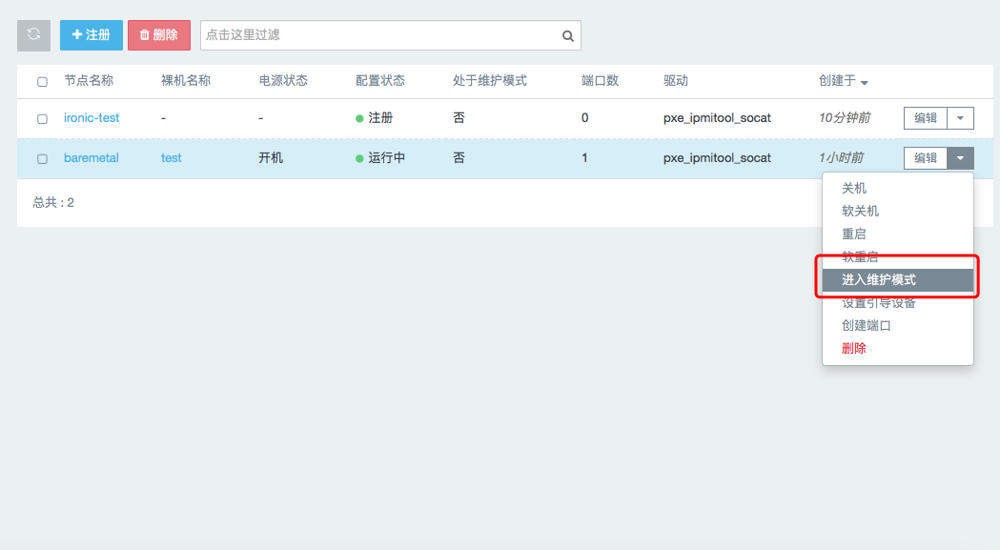 注册 删除 点击这里过滤
节点名称 裸机名称 电源状态 配置状态 处于维护模式 端口数 驱动 创建于
ironic-test - - 注册 否 0 pxe_ipmitool_socat 10分钟前 编辑
baremetal test 开机 运行中 否 1 pxe_ipmitool_socat 1小时前 编辑
总共 : 2
关机
软关机
重启
软重启
进入维护模式
设置引导设备
创建端口
删除